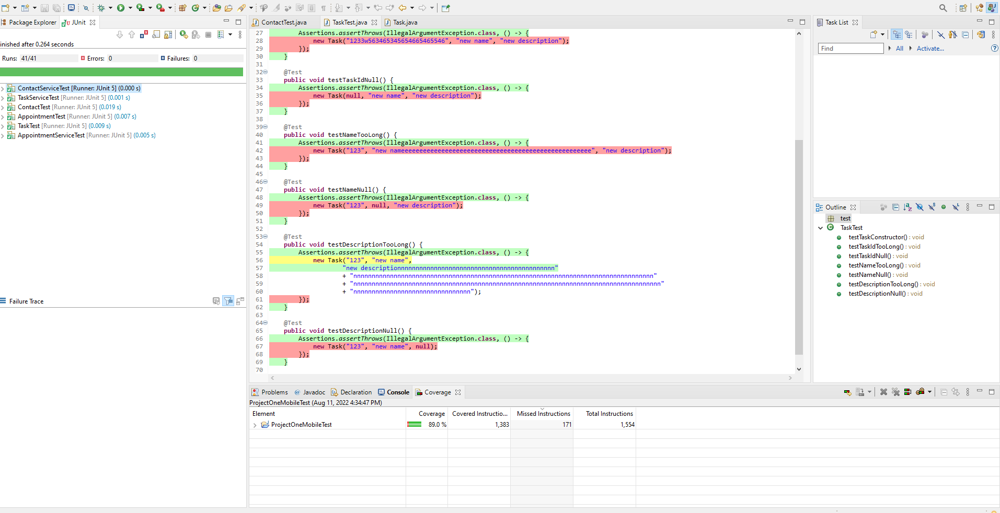 Package Explorer
JUnit
inished after 0.264 seconds
Runs: 41/41
Errors: 0
Failures: 0
ContactServiceTest [Runner: JUnit 5] (0.000 s)
TaskServiceTest [Runner: JUnit 5] (0.001 s)
ContactTest [Runner: JUnit 5] (0.019 s)
AppointmentTest [Runner: JUnit 5] (0.007 s)
TaskTest [Runner: JUnit 5] (0.009 s)
AppointmentServiceTest [Runner: JUnit 5] (0.005 s)
Failure Trace
ContactTest.java
TaskTest.java
Task.java
27 Assertions.assertThrows(IllegalArgumentException.class, () -> {
28 new Task("1233w563465345654665465546", "new name", "new description");
29 });
30 }
31
32 @Test
33 public void testTaskIdNull() {
34 Assertions.assertThrows(IllegalArgumentException.class, () -> {
35 new Task(null, "new name", "new description");
36 });
37 }
38
39 @Test
40 public void testNameTooLong() {
41 Assertions.assertThrows(IllegalArgumentException.class, () -> {
42 new Task("123", "new nameeeeeeeeeeeeeeeeeeeeeeeeeeeeeeeeeeeeeeeeeeeeeeeeeeeee", "new description");
43 });
44 }
45
46 @Test
47 public void testNameNull() {
48 Assertions.assertThrows(IllegalArgumentException.class, () -> {
49 new Task("123", null, "new description");
50 });
51 }
52
53 @Test
54 public void testDescriptionTooLong() {
55 Assertions.assertThrows(IllegalArgumentException.class, () -> {
56 new Task("123", "new name",
57 "new descriptionnnnnnnnnnnnnnnnnnnnnnnnnnnnnnnnnnnnnnnnnnn"
58 + "nnnnnnnnnnnnnnnnnnnnnnnnnnnnnnnnnnnnnnnnnnnnnnnnnnnnnnnnnnnnnnnnnnnnnnnnnnnnnnnnn"
59 + "nnnnnnnnnnnnnnnnnnnnnnnnnnnnnnnnnnnnnnnnnnnnnnnnnnnnnnnnnnnnnnnnnnnnnnnnnnnnnnnnnnn"
60 + "nnnnnnnnnnnnnnnnnnnnnnnnnnnnnnnn");
61 });
62 }
63
64 @Test
65 public void testDescriptionNull() {
66 Assertions.assertThrows(IllegalArgumentException.class, () -> {
67 new Task("123", "new name", null);
68 });
69 }
70
Task List
Find
All
Activate...
Outline
test
TaskTest
testTaskConstructor() : void
testTaskIdTooLong() : void
testTaskIdNull() : void
testNameTooLong() : void
testNameNull() : void
testDescriptionTooLong() : void
testDescriptionNull() : void
Problems
Javadoc
Declaration
Console
Coverage
ProjectOneMobileTest (Aug 11, 2022 4:34:47 PM)
Element Coverage Covered Instructio... Missed Instructions Total Instructions
ProjectOneMobileTest 89.0 % 1,383 171 1,554